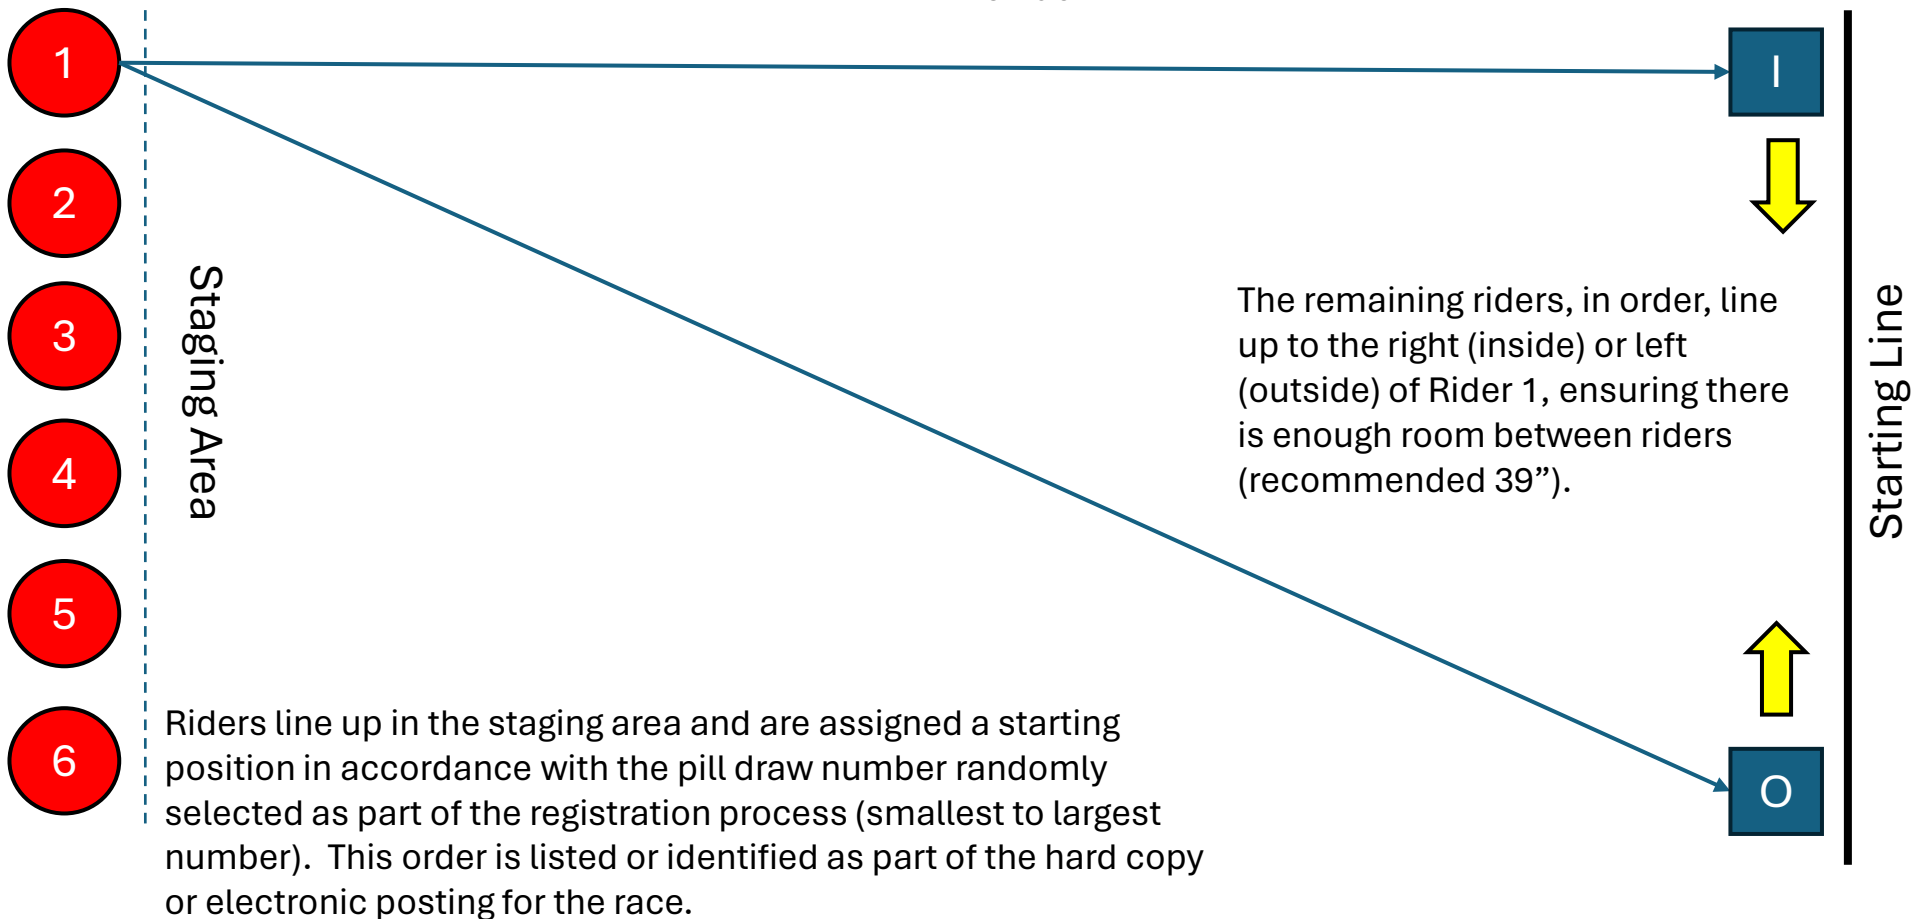 1
I
2
3
4
5
6
Staging Area
The remaining riders, in order, line
up to the right (inside) or left
(outside) of Rider 1, ensuring there
is enough room between riders
(recommended 39”).
Starting Line
O
Riders line up in the staging area and are assigned a starting
position in accordance with the pill draw number randomly
selected as part of the registration process (smallest to largest
number).  This order is listed or identified as part of the hard copy
or electronic posting for the race.